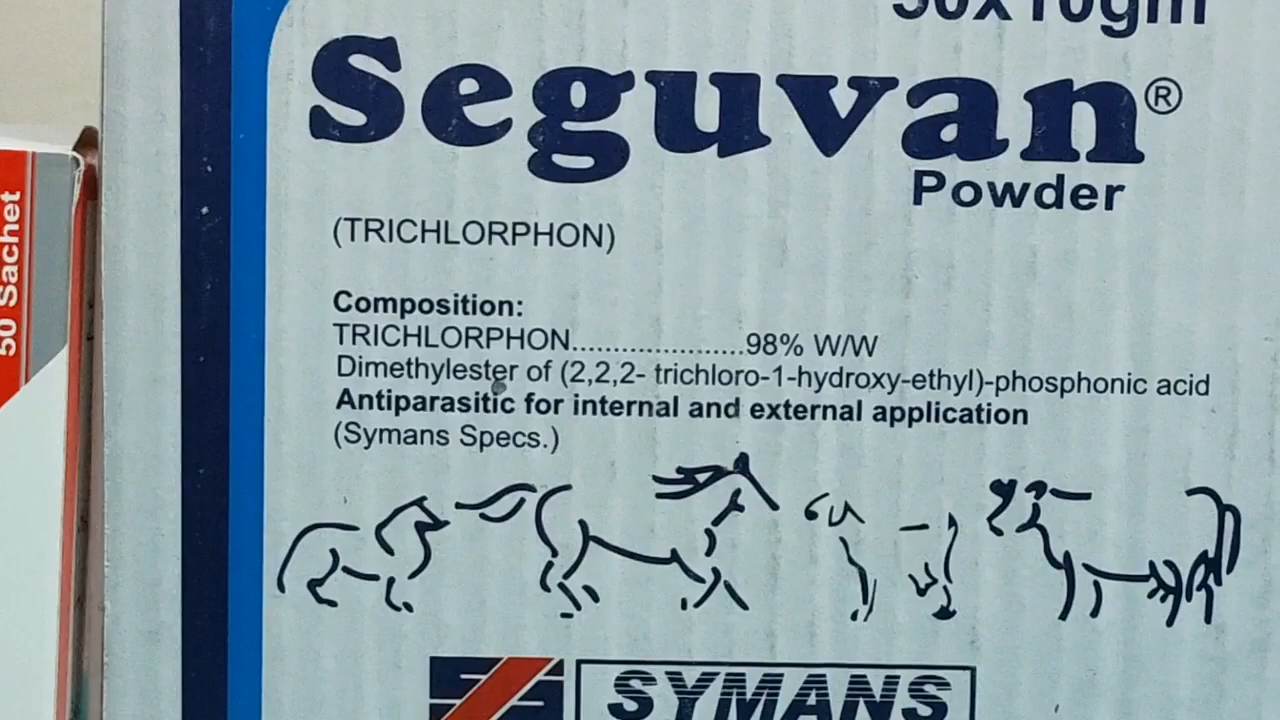 50x10gm
Seguvan®
Powder
(TRICHLORPHON)
Composition:
TRICHLORPHON.....................98% W/W
Dimethylester of (2,2,2- trichloro-1-hydroxy-ethyl)-phosphonic acid
Antiparasitic for internal and external application
(Symans Specs.)
SYMANS
50 Sachet